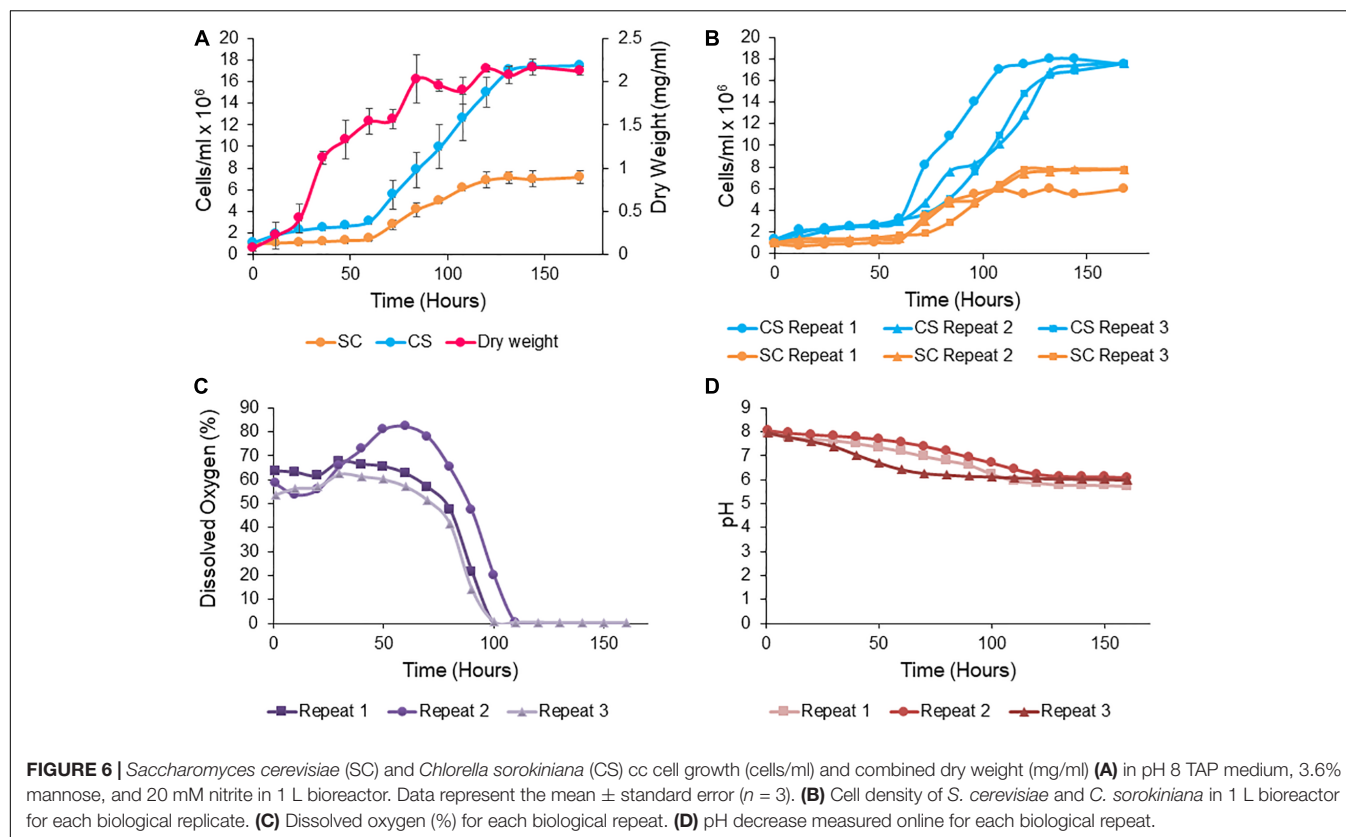 A
B
20
18
16
14
12
10
8
6
4
2
0
Cells/ml x 10⁶
2.5
2
1.5
1
0.5
0
Dry Weight (mg/ml)
0 50 100 150
Time (Hours)
SC CS Dry weight
20
18
16
14
12
10
8
6
4
2
0
Cells/ml x 10⁶
0 50 100 150
Time (Hours)
CS Repeat 1 CS Repeat 2 CS Repeat 3
SC Repeat 1 SC Repeat 2 SC Repeat 3
C
90
80
70
60
50
40
30
20
10
0
Dissolved Oxygen (%)
0 50 100 150
Time (Hours)
Repeat 1 Repeat 2 Repeat 3
D
9
8
7
6
5
4
3
2
1
0
pH
0 50 100 150
Time (Hours)
Repeat 1 Repeat 2 Repeat 3
FIGURE 6 | Saccharomyces cerevisiae (SC) and Chlorella sorokiniana (CS) cc cell growth (cells/ml) and combined dry weight (mg/ml) (A) in pH 8 TAP medium, 3.6%
mannose, and 20 mM nitrite in 1 L bioreactor. Data represent the mean ± standard error (n = 3). (B) Cell density of S. cerevisiae and C. sorokiniana in 1 L bioreactor
for each biological replicate. (C) Dissolved oxygen (%) for each biological repeat. (D) pH decrease measured online for each biological repeat.